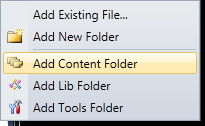 Add Existing File...
Add New Folder
Add Content Folder
Add Lib Folder
Add Tools Folder